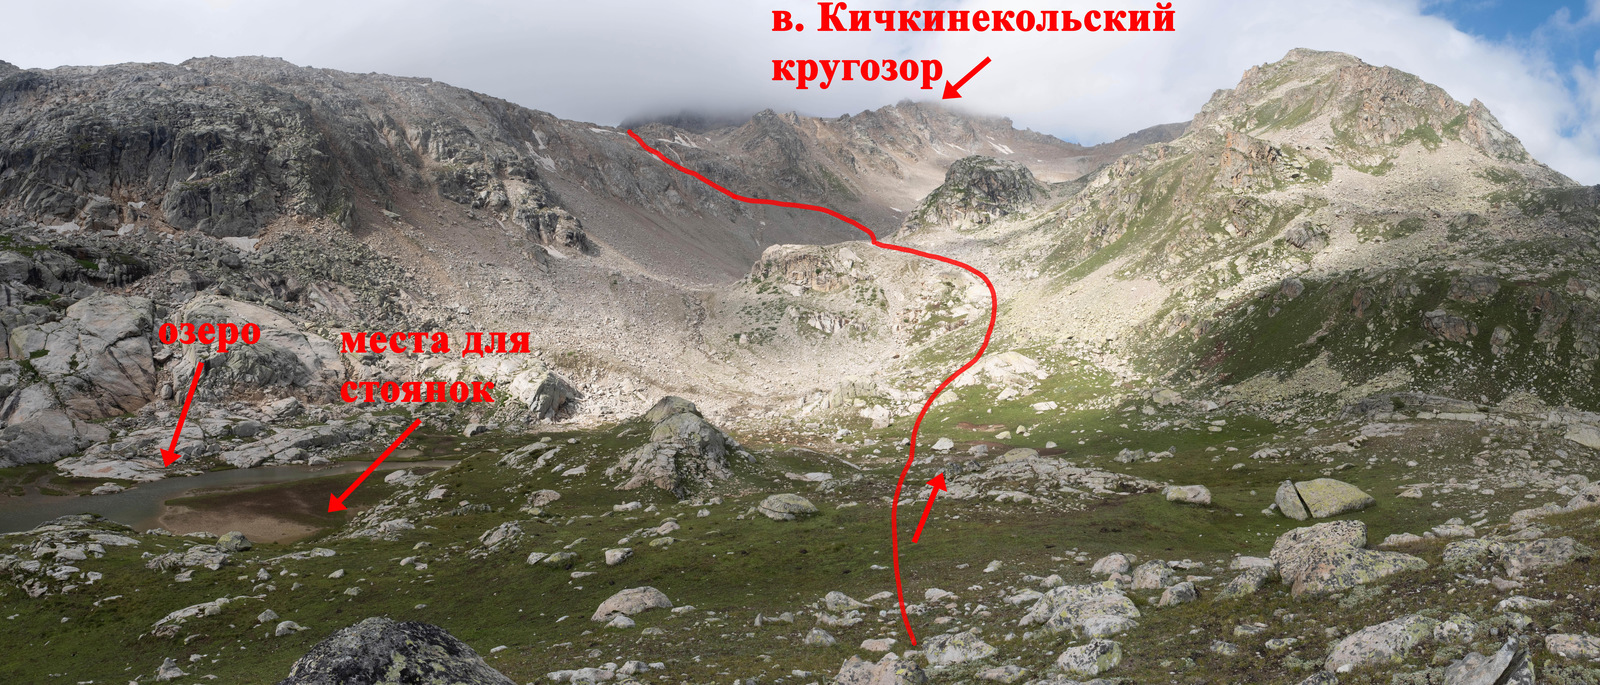 в. Кичкинекольский
кругозор
озеро
места для
стоянок